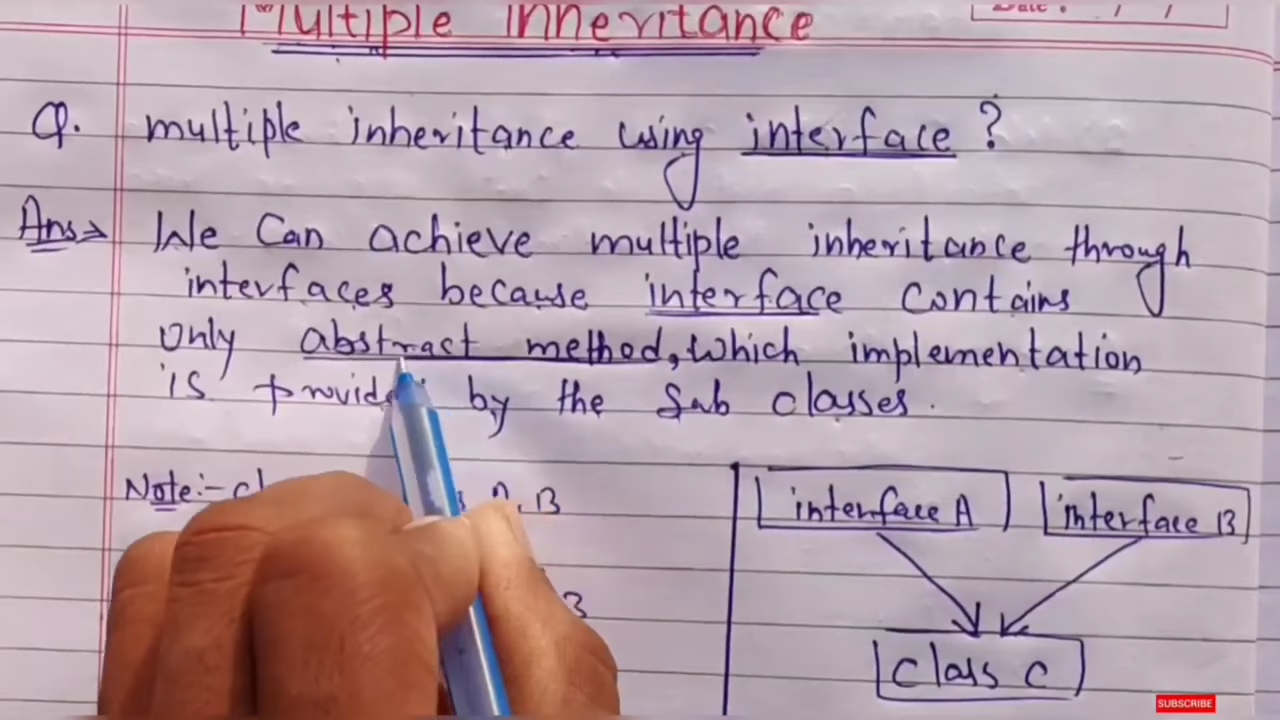 Multiple Inheritance
Date : / /
Q. multiple inheritance using interface ?
Ans> We Can achieve multiple inheritance through
interfaces because interface contains
only abstract method, which implementation
is by the Sub classes.
Note:- , B
interface A interface B
class C
SUBSCRIBE